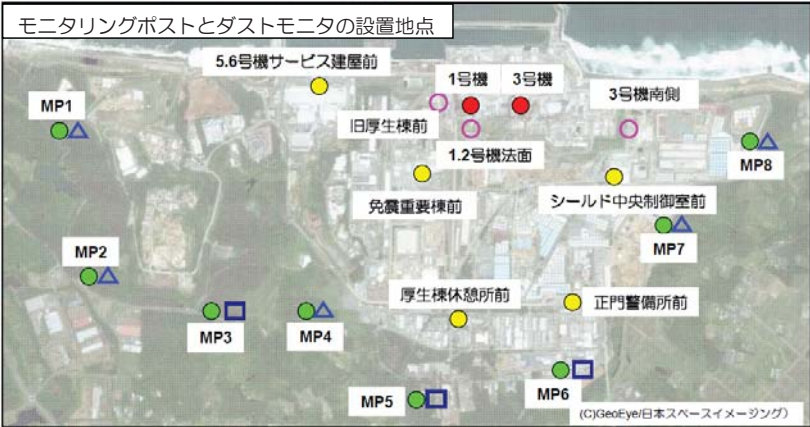 モニタリングポストとダストモニタの設置地点
5.6号機サービス建屋前
1号機
3号機
3号機南側
MP1
旧厚生棟前
1.2号機法面
MP8
免震重要棟前
シールド中央制御室前
MP2
MP7
厚生棟休憩所前
正門警備所前
MP3
MP4
MP5
MP6
(C)GeoEye/日本スペースイメージング)